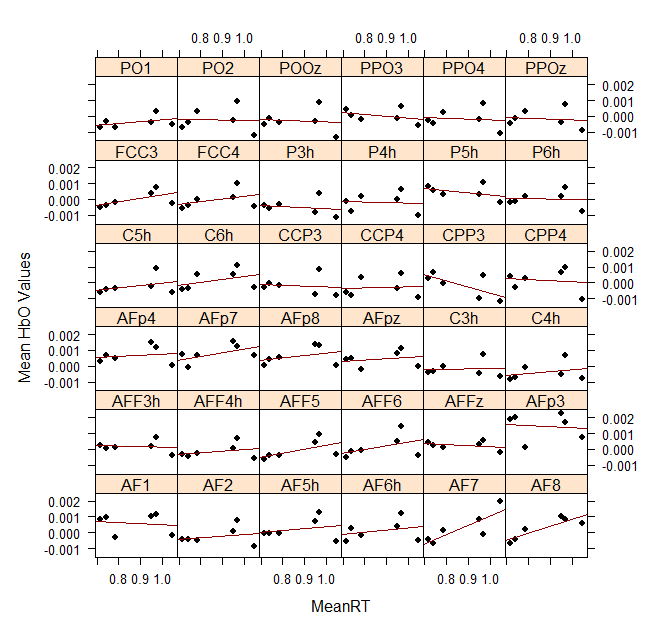 0.8 0.9 1.0 0.8 0.9 1.0 0.8 0.9 1.0
PO1 PO2 POOz PPO3 PPO4 PPOz
0.002
0.001
0.000
-0.001
FCC3 FCC4 P3h P4h P5h P6h
0.002
0.001
0.000
-0.001
C5h C6h CCP3 CCP4 CPP3 CPP4
0.002
0.001
0.000
-0.001
AFp4 AFp7 AFp8 AFpz C3h C4h
0.002
0.001
0.000
-0.001
AFF3h AFF4h AFF5 AFF6 AFFz AFp3
0.002
0.001
0.000
-0.001
AF1 AF2 AF5h AF6h AF7 AF8
0.002
0.001
0.000
-0.001
0.8 0.9 1.0 0.8 0.9 1.0 0.8 0.9 1.0
Mean HbO Values
MeanRT